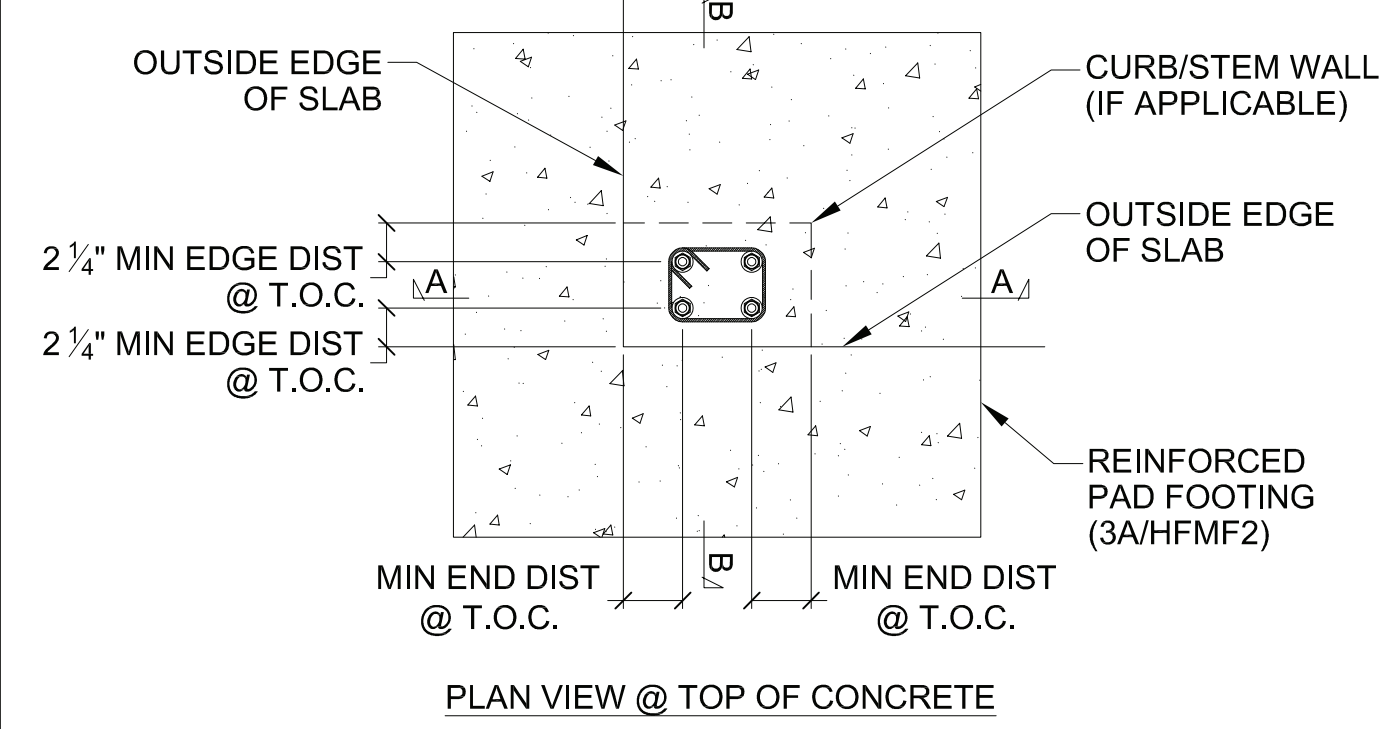 B
OUTSIDE EDGE
OF SLAB
CURB/STEM WALL
(IF APPLICABLE)
OUTSIDE EDGE
OF SLAB
2 1/4" MIN EDGE DIST
@ T.O.C.
A
A
2 1/4" MIN EDGE DIST
@ T.O.C.
REINFORCED
PAD FOOTING
(3A/HFMF2)
B
MIN END DIST
@ T.O.C.
MIN END DIST
@ T.O.C.
PLAN VIEW @ TOP OF CONCRETE